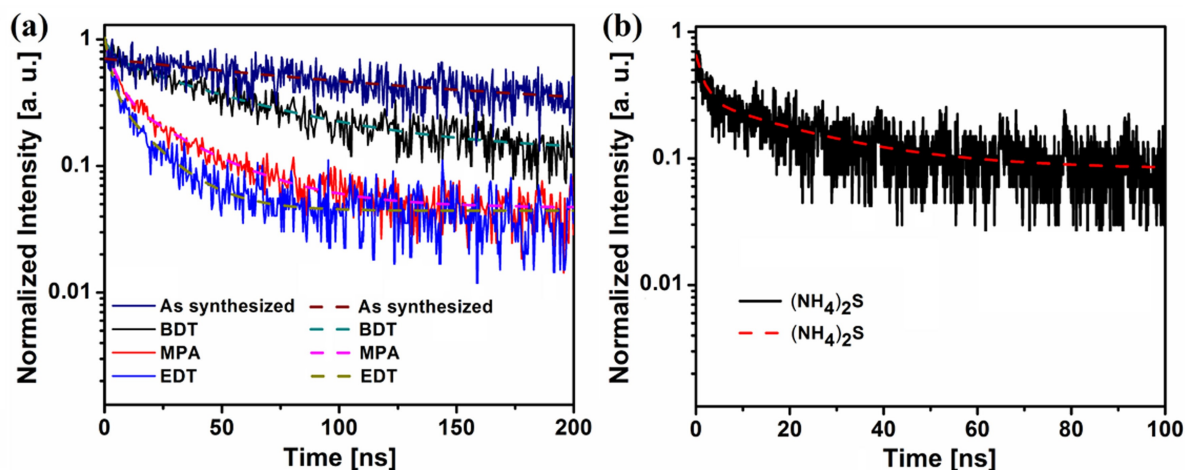 (a)
Normalized Intensity [a. u.]
1
0.1
0.01
As synthesized
BDT
MPA
EDT
As synthesized
BDT
MPA
EDT
0 50 100 150 200
Time [ns]
(b)
Normalized Intensity [a. u.]
1
0.1
0.01
(NH4)2S
(NH4)2S
0 20 40 60 80 100
Time [ns]